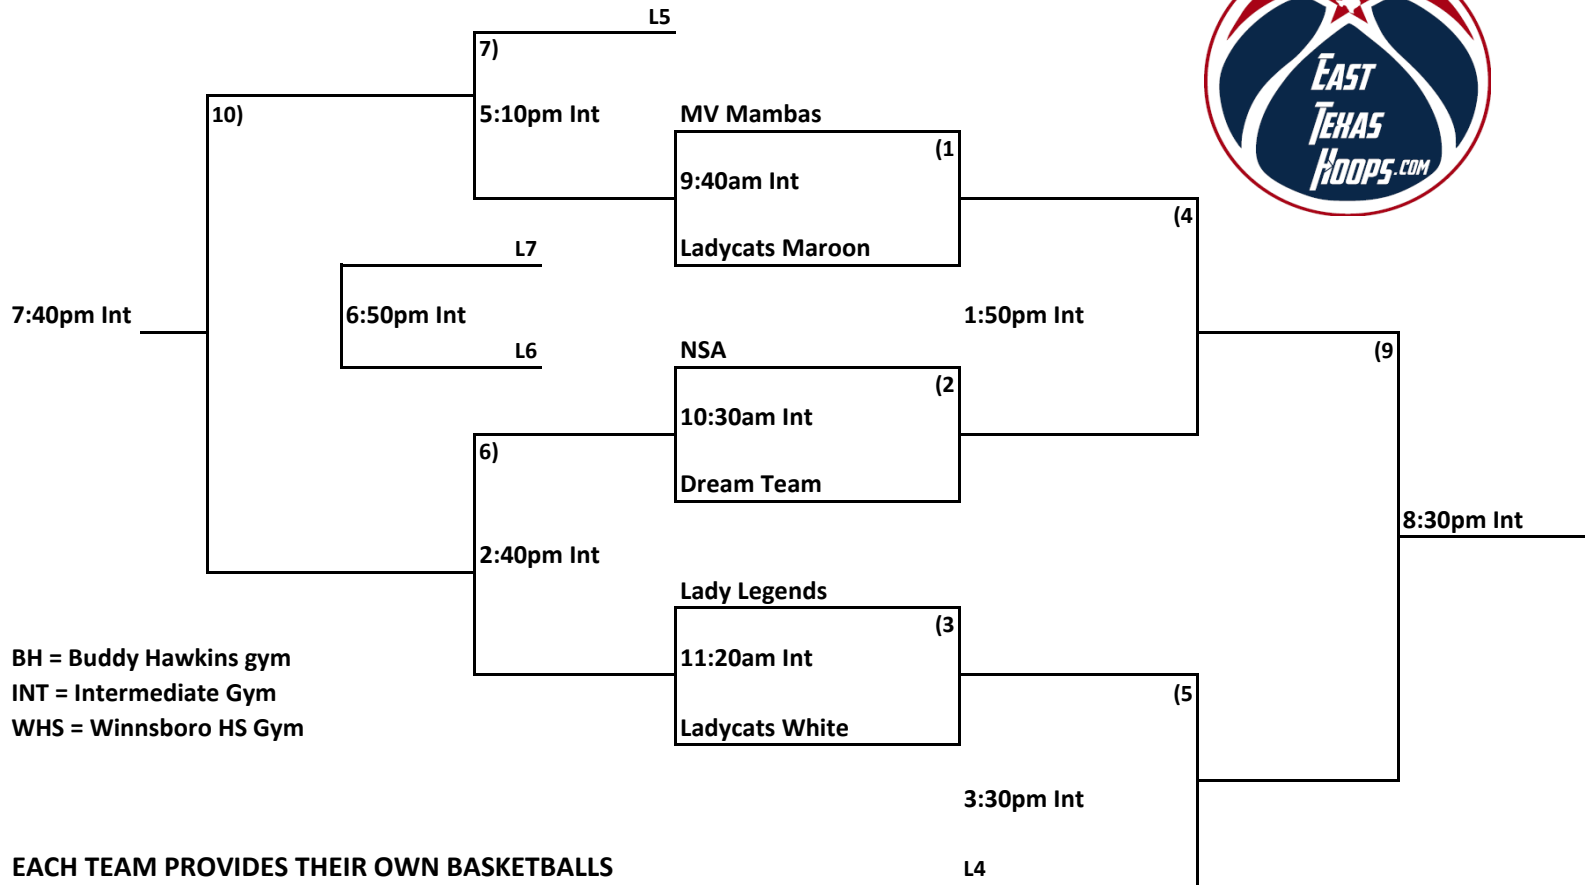 L5
7)
10)
5:10pm Int
MV Mambas
(1
9:40am Int
(4
L7
Ladycats Maroon
7:40pm Int
6:50pm Int
1:50pm Int
L6
NSA
(9
(2
10:30am Int
6)
Dream Team
8:30pm Int
2:40pm Int
Lady Legends
(3
BH = Buddy Hawkins gym
11:20am Int
INT = Intermediate Gym
(5
WHS = Winnsboro HS Gym
Ladycats White
3:30pm Int
EACH TEAM PROVIDES THEIR OWN BASKETBALLS
L4
EAST
TEXAS
HOOPS.COM